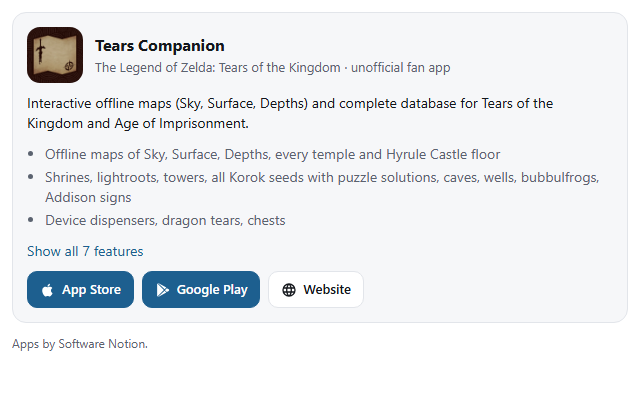 Tears Companion
The Legend of Zelda: Tears of the Kingdom · unofficial fan app
Interactive offline maps (Sky, Surface, Depths) and complete database for Tears of the
Kingdom and Age of Imprisonment.
• Offline maps of Sky, Surface, Depths, every temple and Hyrule Castle floor
• Shrines, lightroots, towers, all Korok seeds with puzzle solutions, caves, wells, bubbulfrogs,
Addison signs
• Device dispensers, dragon tears, chests
Show all 7 features
App Store
Google Play
Website
Apps by Software Notion.